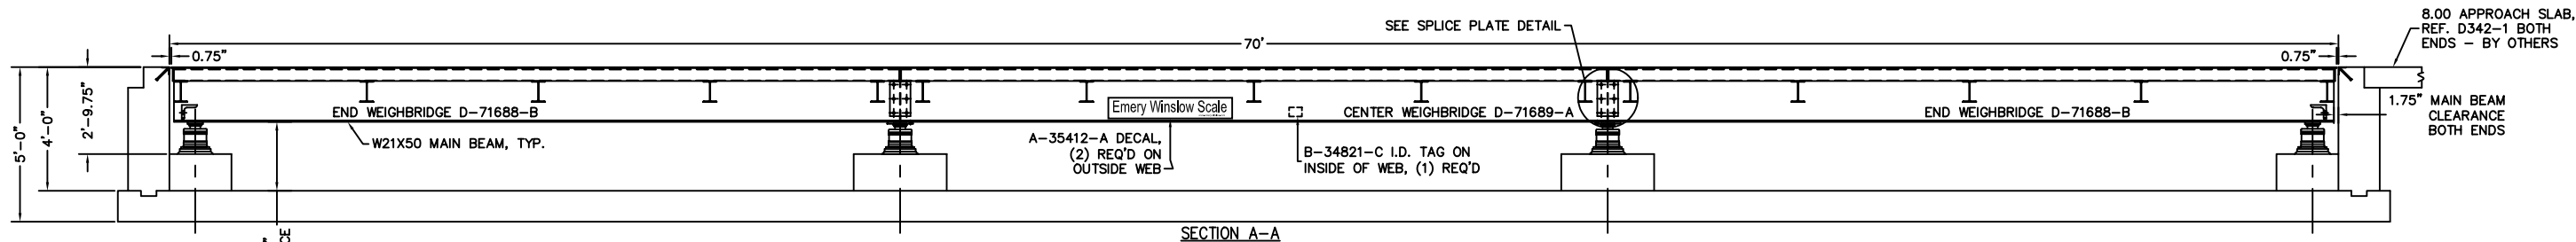 SEE SPLICE PLATE DETAIL
8.00 APPROACH SLAB,
REF. D342-1 BOTH
ENDS - BY OTHERS
70'
0.75"
0.75"
5'-0"
4'-0"
2'-9.75"
END WEIGHBRIDGE D-71688-B
Emery Winslow Scale
CENTER WEIGHBRIDGE D-71689-A
END WEIGHBRIDGE D-71688-B
1.75" MAIN BEAM
CLEARANCE
BOTH ENDS
W21X50 MAIN BEAM, TYP.
A-35412-A DECAL,
(2) REQ'D ON
OUTSIDE WEB
B-34821-C I.D. TAG ON
INSIDE OF WEB, (1) REQ'D
SECTION A-A